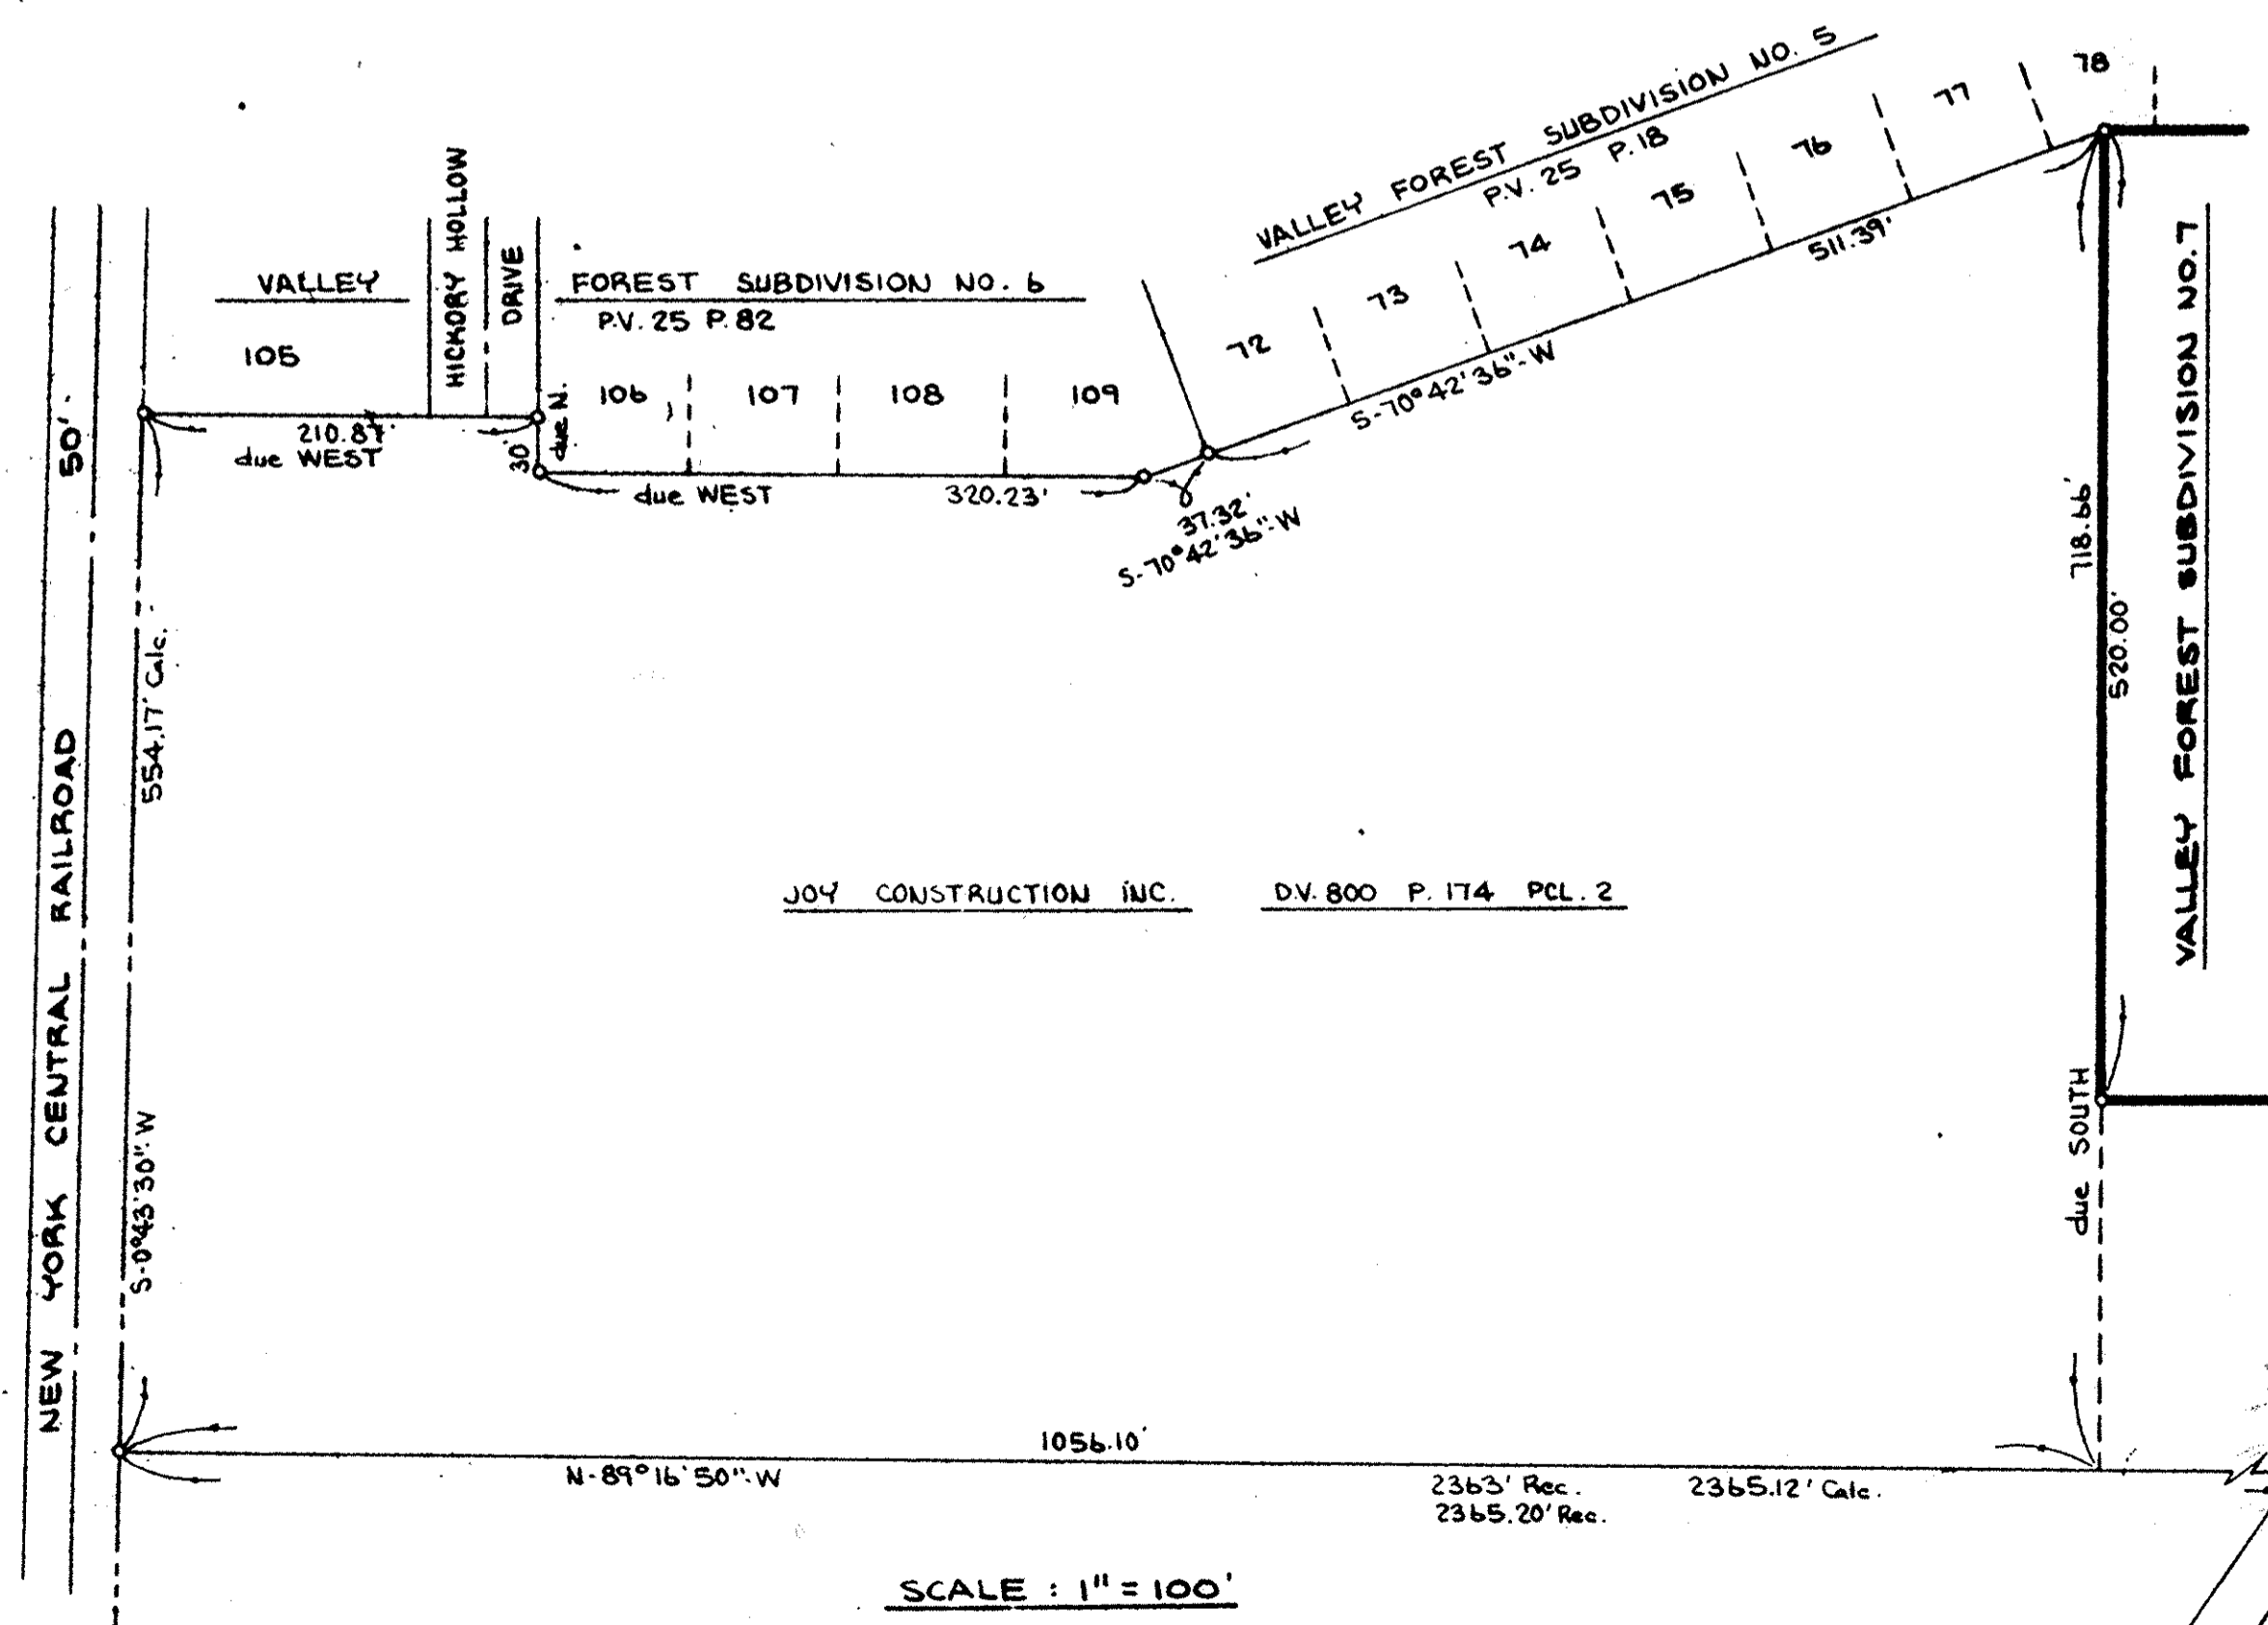 VALLEY FOREST SUBDIVISION NO. 5
P.V. 25 P. 18
72
73
74
75
76
77
78
511.39'
S-70°42'36"-W
VALLEY
HICKORY HOLLOW
DRIVE
FOREST SUBDIVISION NO. 6
P.V. 25 P. 82
105
106
107
108
109
210.87'
due WEST
30'
due N.
due WEST
320.23'
37.32'
S-70°42'36"-W
50'
NEW YORK CENTRAL RAILROAD
554.17' Calc.
S-0°43'30"-W
718.66'
520.00'
due SOUTH
VALLEY FOREST SUBDIVISION NO. 7
JOY CONSTRUCTION INC.
D.V. 800 P. 174 PCL. 2
1056.10'
N-89°16'50"-W
2363' Rec.
2365.20' Rec.
2365.12' Calc.
SCALE : 1" = 100'